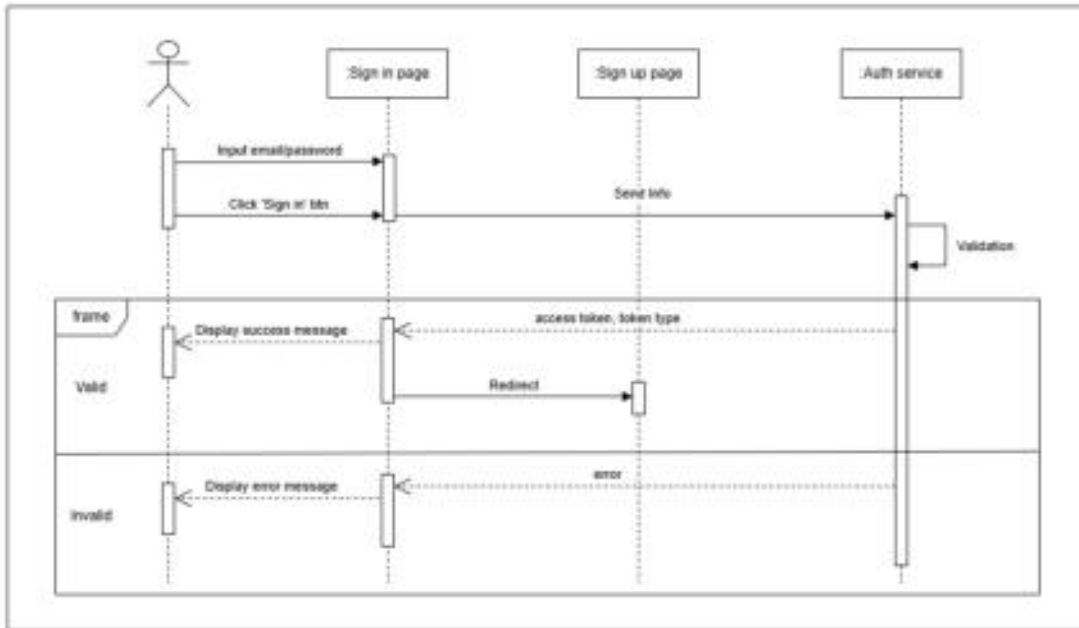 :Sign in page
:Sign up page
:Auth service
Input email/password
Click 'Sign in' btn
Send Info
Validation
frame
access token, token type
Display success message
Valid
Redirect
error
Display error message
Invalid